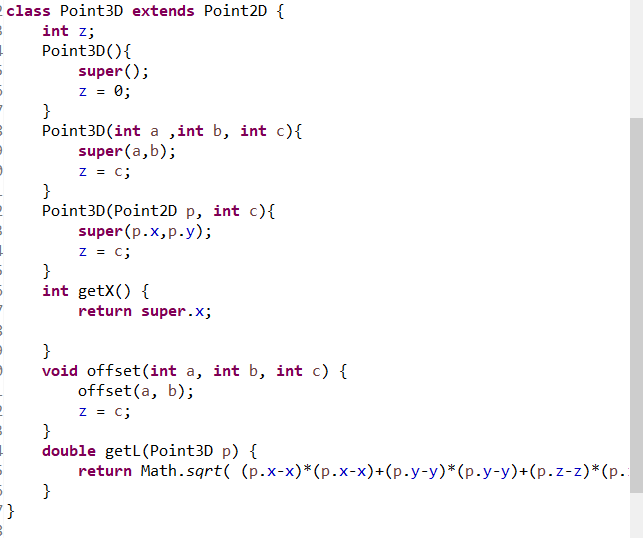 class Point3D extends Point2D {
int z;
Point3D(){
super();
z = 0;
}
Point3D(int a ,int b, int c){
super(a,b);
z = c;
}
Point3D(Point2D p, int c){
super(p.x,p.y);
z = c;
}
int getX() {
return super.x;
}
void offset(int a, int b, int c) {
offset(a, b);
z = c;
}
double getL(Point3D p) {
return Math.sqrt( (p.x-x)*(p.x-x)+(p.y-y)*(p.y-y)+(p.z-z)*(p.
}
}